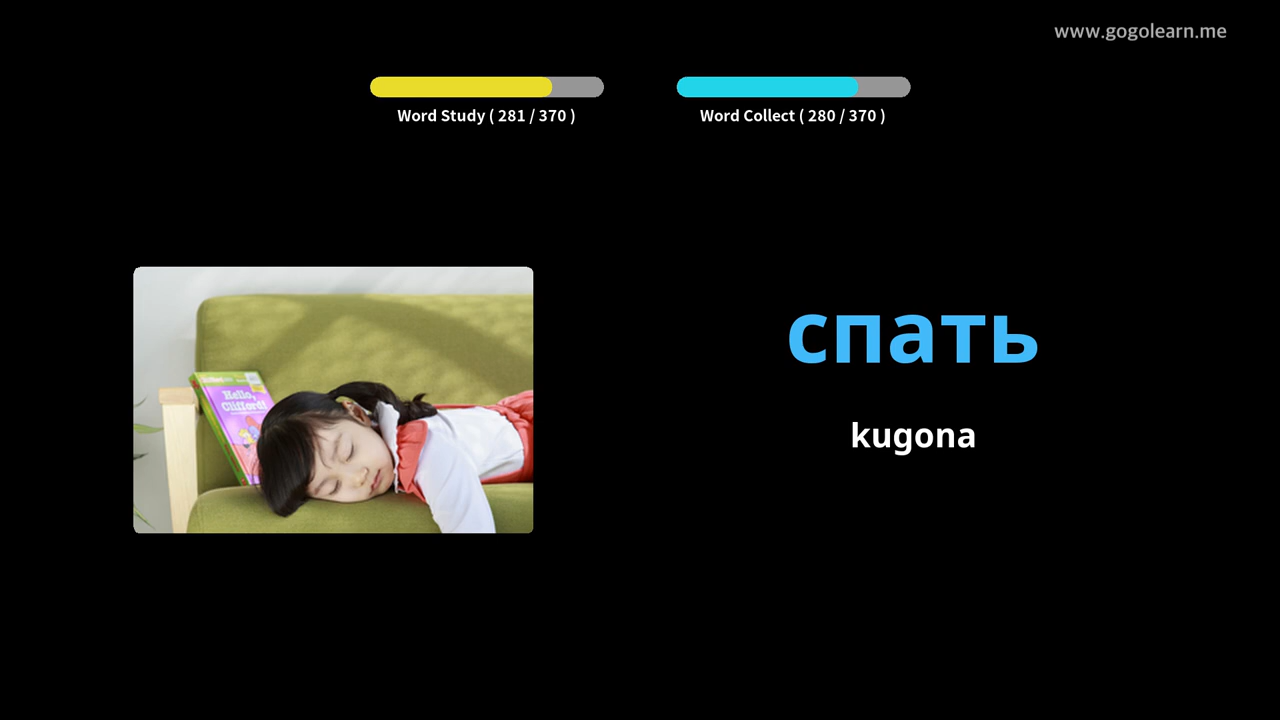 www.gogolearn.me
Word Study ( 281 / 370 )
Word Collect ( 280 / 370 )
Hello,
Clifford!
спать
kugona